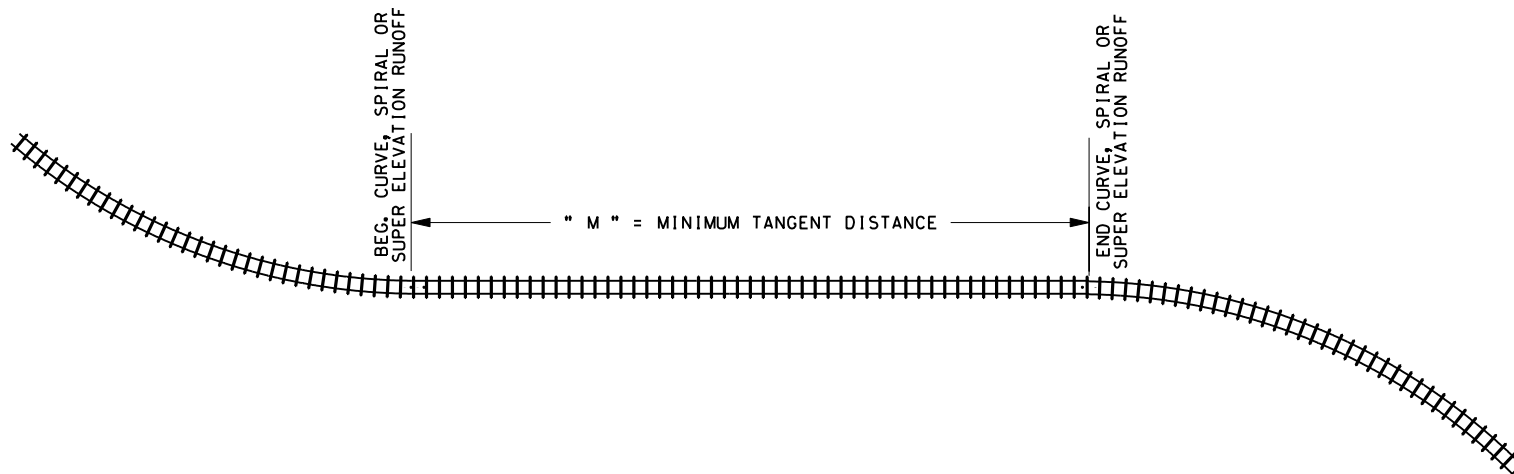 BEG. CURVE, SPIRAL OR
SUPER ELEVATION RUNOFF
" M " = MINIMUM TANGENT DISTANCE
END CURVE, SPIRAL OR
SUPER ELEVATION RUNOFF